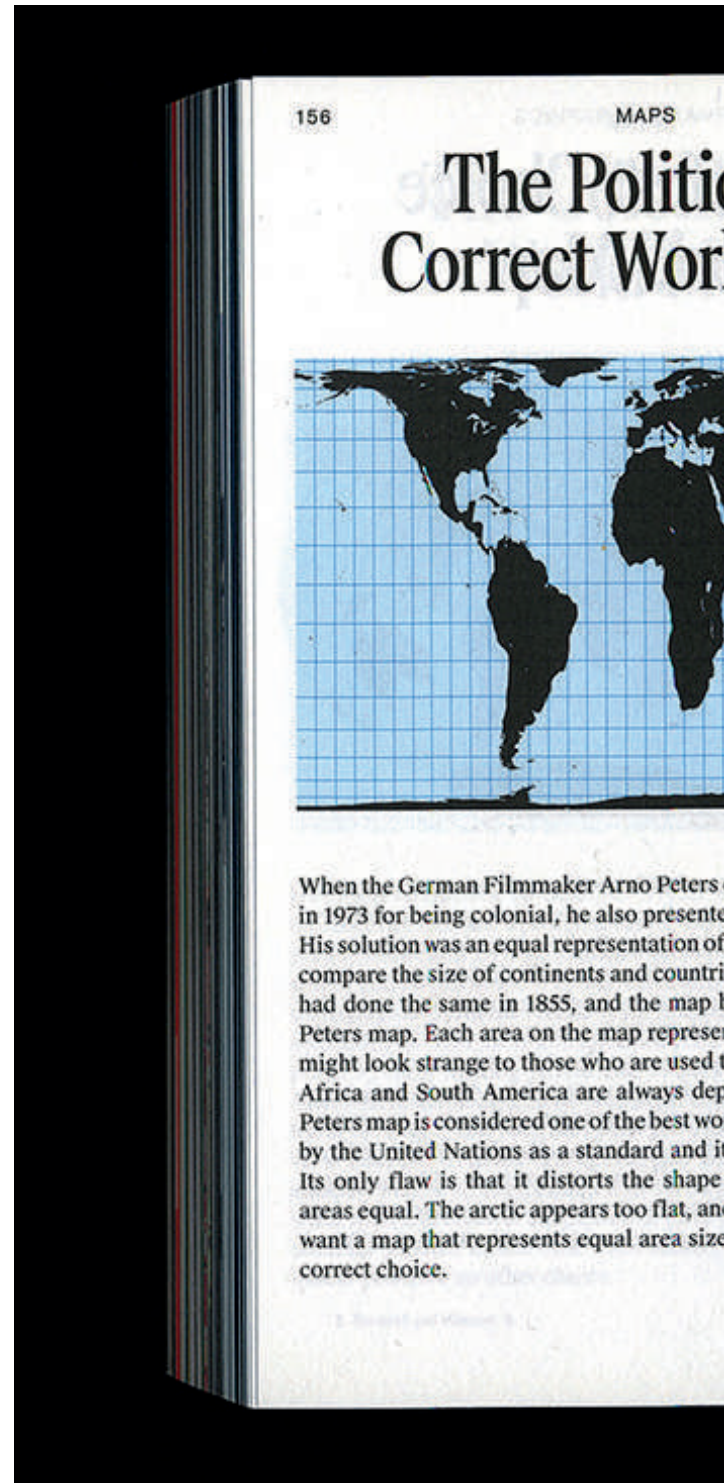 156
MAPS
The Politic
Correct Worl
When the German Filmmaker Arno Peters
in 1973 for being colonial, he also presente
His solution was an equal representation of
compare the size of continents and countri
had done the same in 1855, and the map b
Peters map. Each area on the map represen
might look strange to those who are used t
Africa and South America are always dep
Peters map is considered one of the best wo
by the United Nations as a standard and it
Its only flaw is that it distorts the shape
areas equal. The arctic appears too flat, and
want a map that represents equal area size
correct choice.